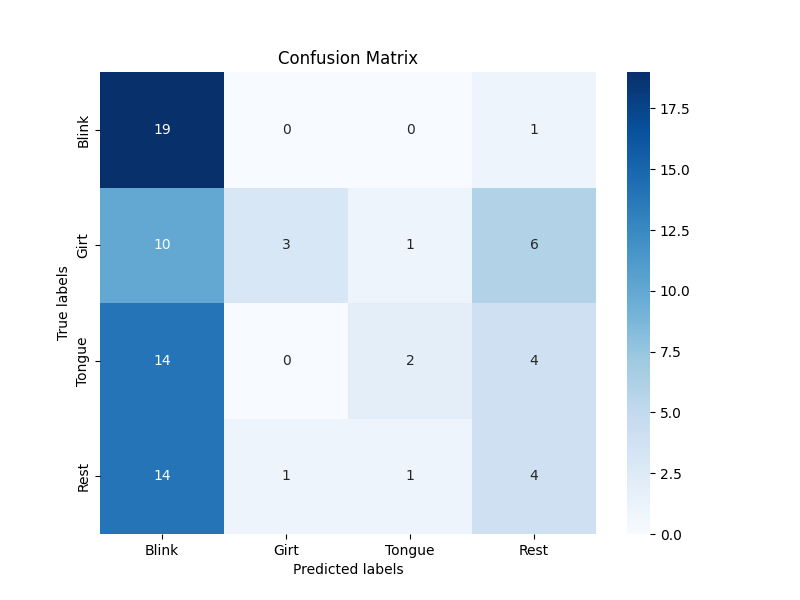 Confusion Matrix
True labels
Blink
19 0 0 1
Girt
10 3 1 6
Tongue
14 0 2 4
Rest
14 1 1 4
Blink Girt Tongue Rest
Predicted labels
17.5
15.0
12.5
10.0
7.5
5.0
2.5
0.0